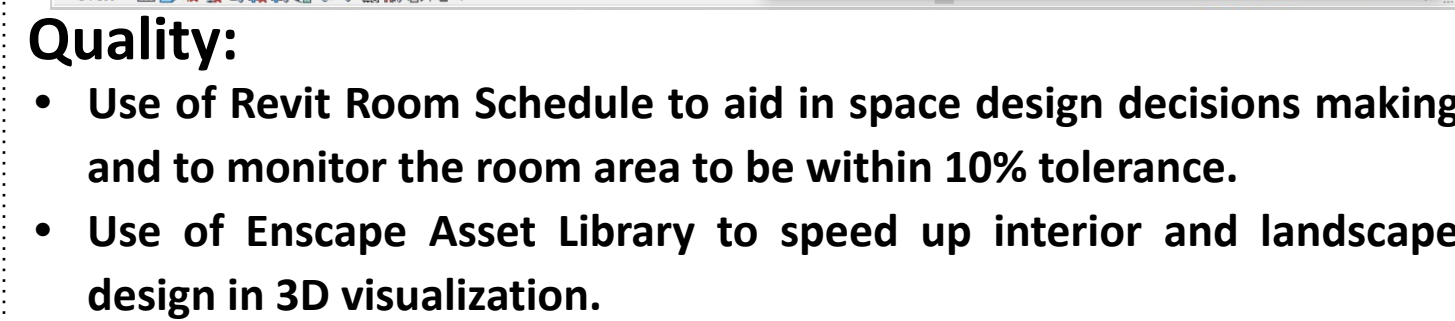 Quality:
• Use of Revit Room Schedule to aid in space design decisions making
and to monitor the room area to be within 10% tolerance.
• Use of Enscape Asset Library to speed up interior and landscape
design in 3D visualization.